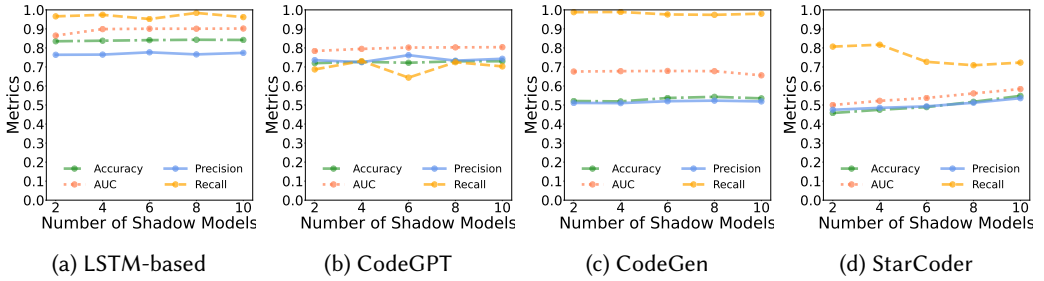 1.0
0.9
0.8
0.7
0.6
0.5
0.4
0.3
0.2
0.1
0.0
Metrics
Accuracy
AUC
Precision
Recall
2 4 6 8 10
Number of Shadow Models
(a) LSTM-based
1.0
0.9
0.8
0.7
0.6
0.5
0.4
0.3
0.2
0.1
0.0
Metrics
Accuracy
AUC
Precision
Recall
2 4 6 8 10
Number of Shadow Models
(b) CodeGPT
1.0
0.9
0.8
0.7
0.6
0.5
0.4
0.3
0.2
0.1
0.0
Metrics
Accuracy
AUC
Precision
Recall
2 4 6 8 10
Number of Shadow Models
(c) CodeGen
1.0
0.9
0.8
0.7
0.6
0.5
0.4
0.3
0.2
0.1
0.0
Metrics
Accuracy
AUC
Precision
Recall
2 4 6 8 10
Number of Shadow Models
(d) StarCoder